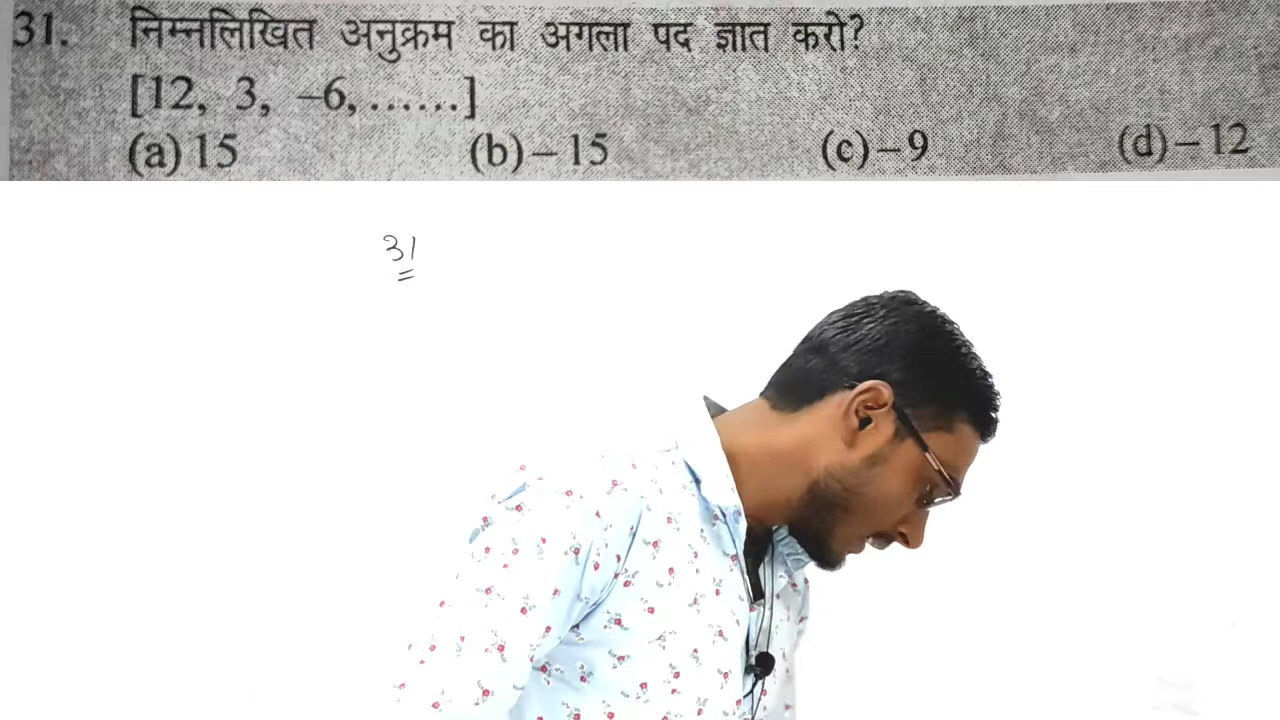 31. निम्नलिखित अनुक्रम का अगला पद ज्ञात करो?
[12, 3, –6, ......]
(a) 15 (b) – 15 (c) – 9 (d) – 12
31